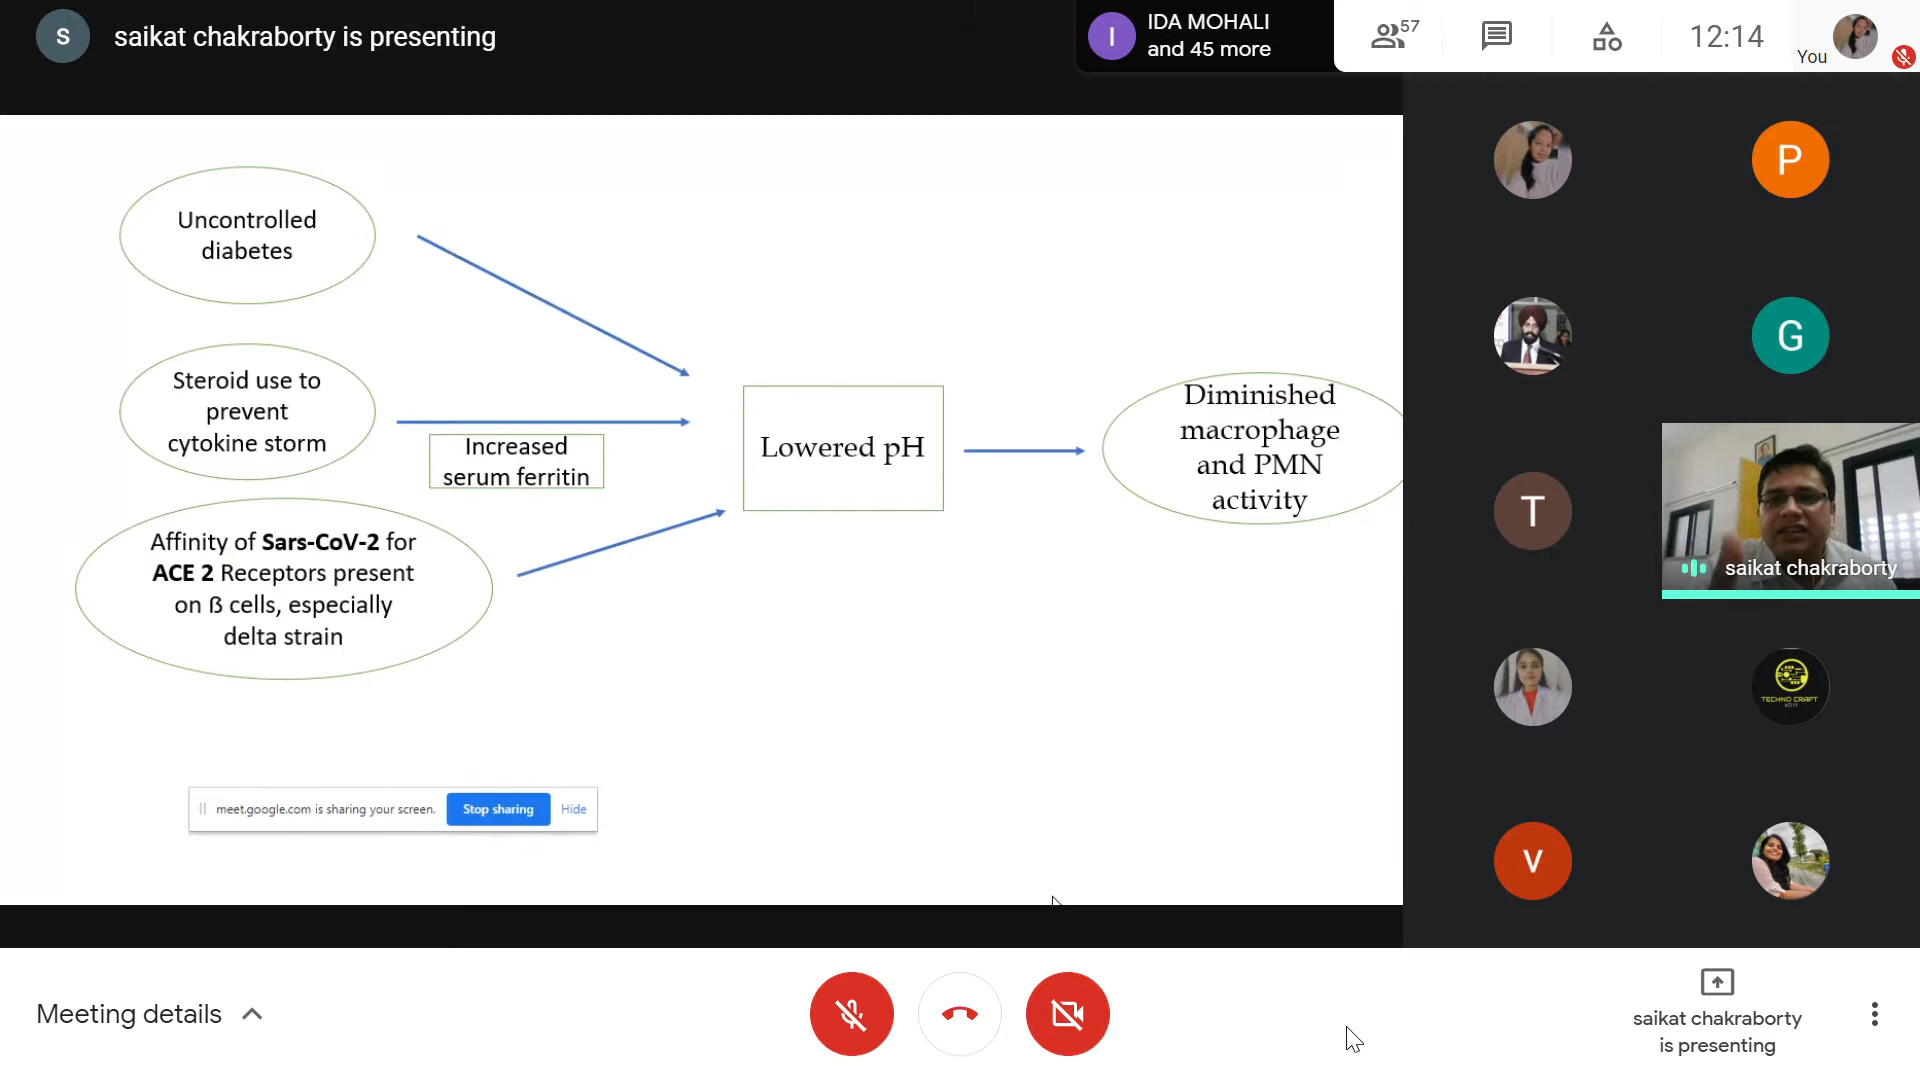 S
saikat chakraborty is presenting
I
IDA MOHALI
and 45 more
57
12:14
You
Uncontrolled
diabetes
Steroid use to
prevent
cytokine storm
Increased
serum ferritin
Affinity of Sars-CoV-2 for
ACE 2 Receptors present
on ß cells, especially
delta strain
Lowered pH
Diminished
macrophage
and PMN
activity
meet.google.com is sharing your screen.
Stop sharing
Hide
P
G
T
saikat chakraborty
TECHNO CRAFT
#DIY
V
Meeting details
saikat chakraborty
is presenting